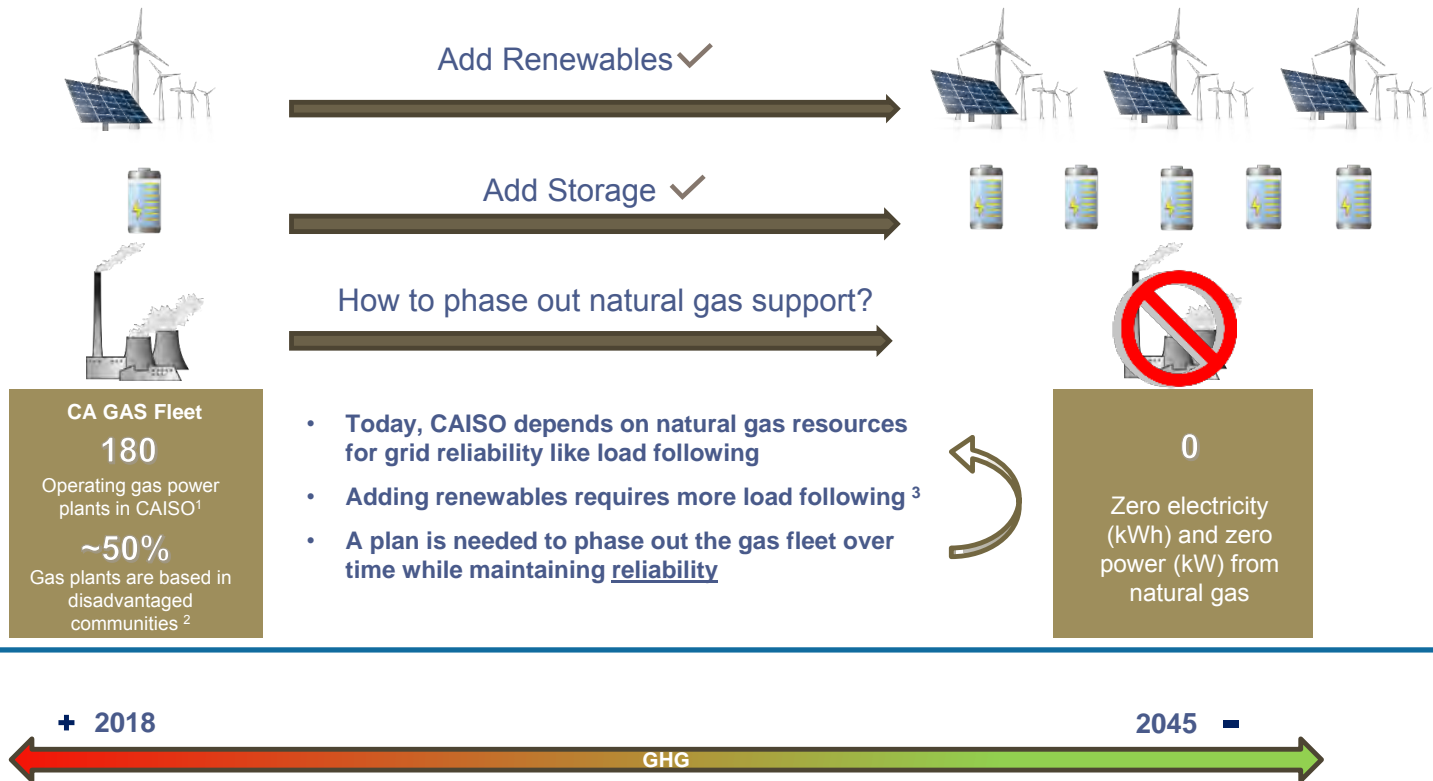 Add Renewables ✓
Add Storage ✓
How to phase out natural gas support?
CA GAS Fleet
180
Operating gas power
plants in CAISO¹
~50%
Gas plants are based in
disadvantaged
communities ²
• Today, CAISO depends on natural gas resources
for grid reliability like load following
• Adding renewables requires more load following ³
• A plan is needed to phase out the gas fleet over
time while maintaining reliability
0
Zero electricity
(kWh) and zero
power (kW) from
natural gas
+ 2018
2045 -
GHG